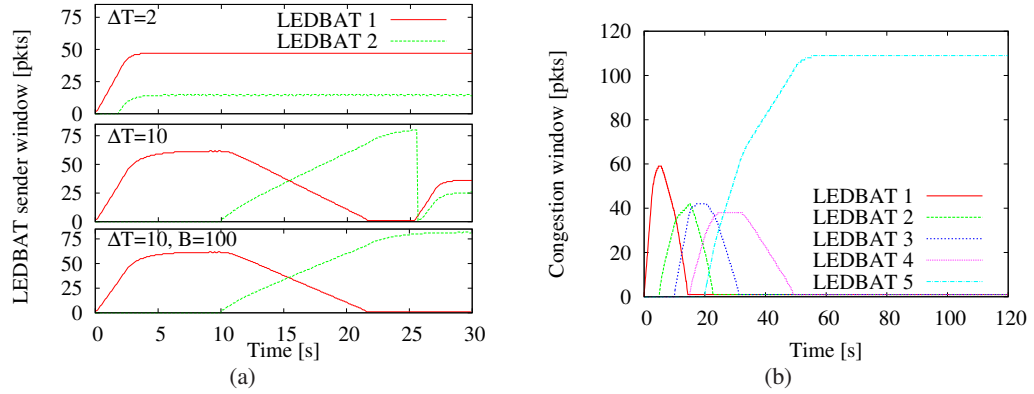 LEDBAT sender window [pkts]
75
50
25
0
ΔT=2
LEDBAT 1
LEDBAT 2
75
50
25
0
ΔT=10
75
50
25
0
ΔT=10, B=100
0 5 10 15 20 25 30
Time [s]
(a)
Congestion window [pkts]
120
100
80
60
40
20
0
LEDBAT 1
LEDBAT 2
LEDBAT 3
LEDBAT 4
LEDBAT 5
0 20 40 60 80 100 120
Time [s]
(b)